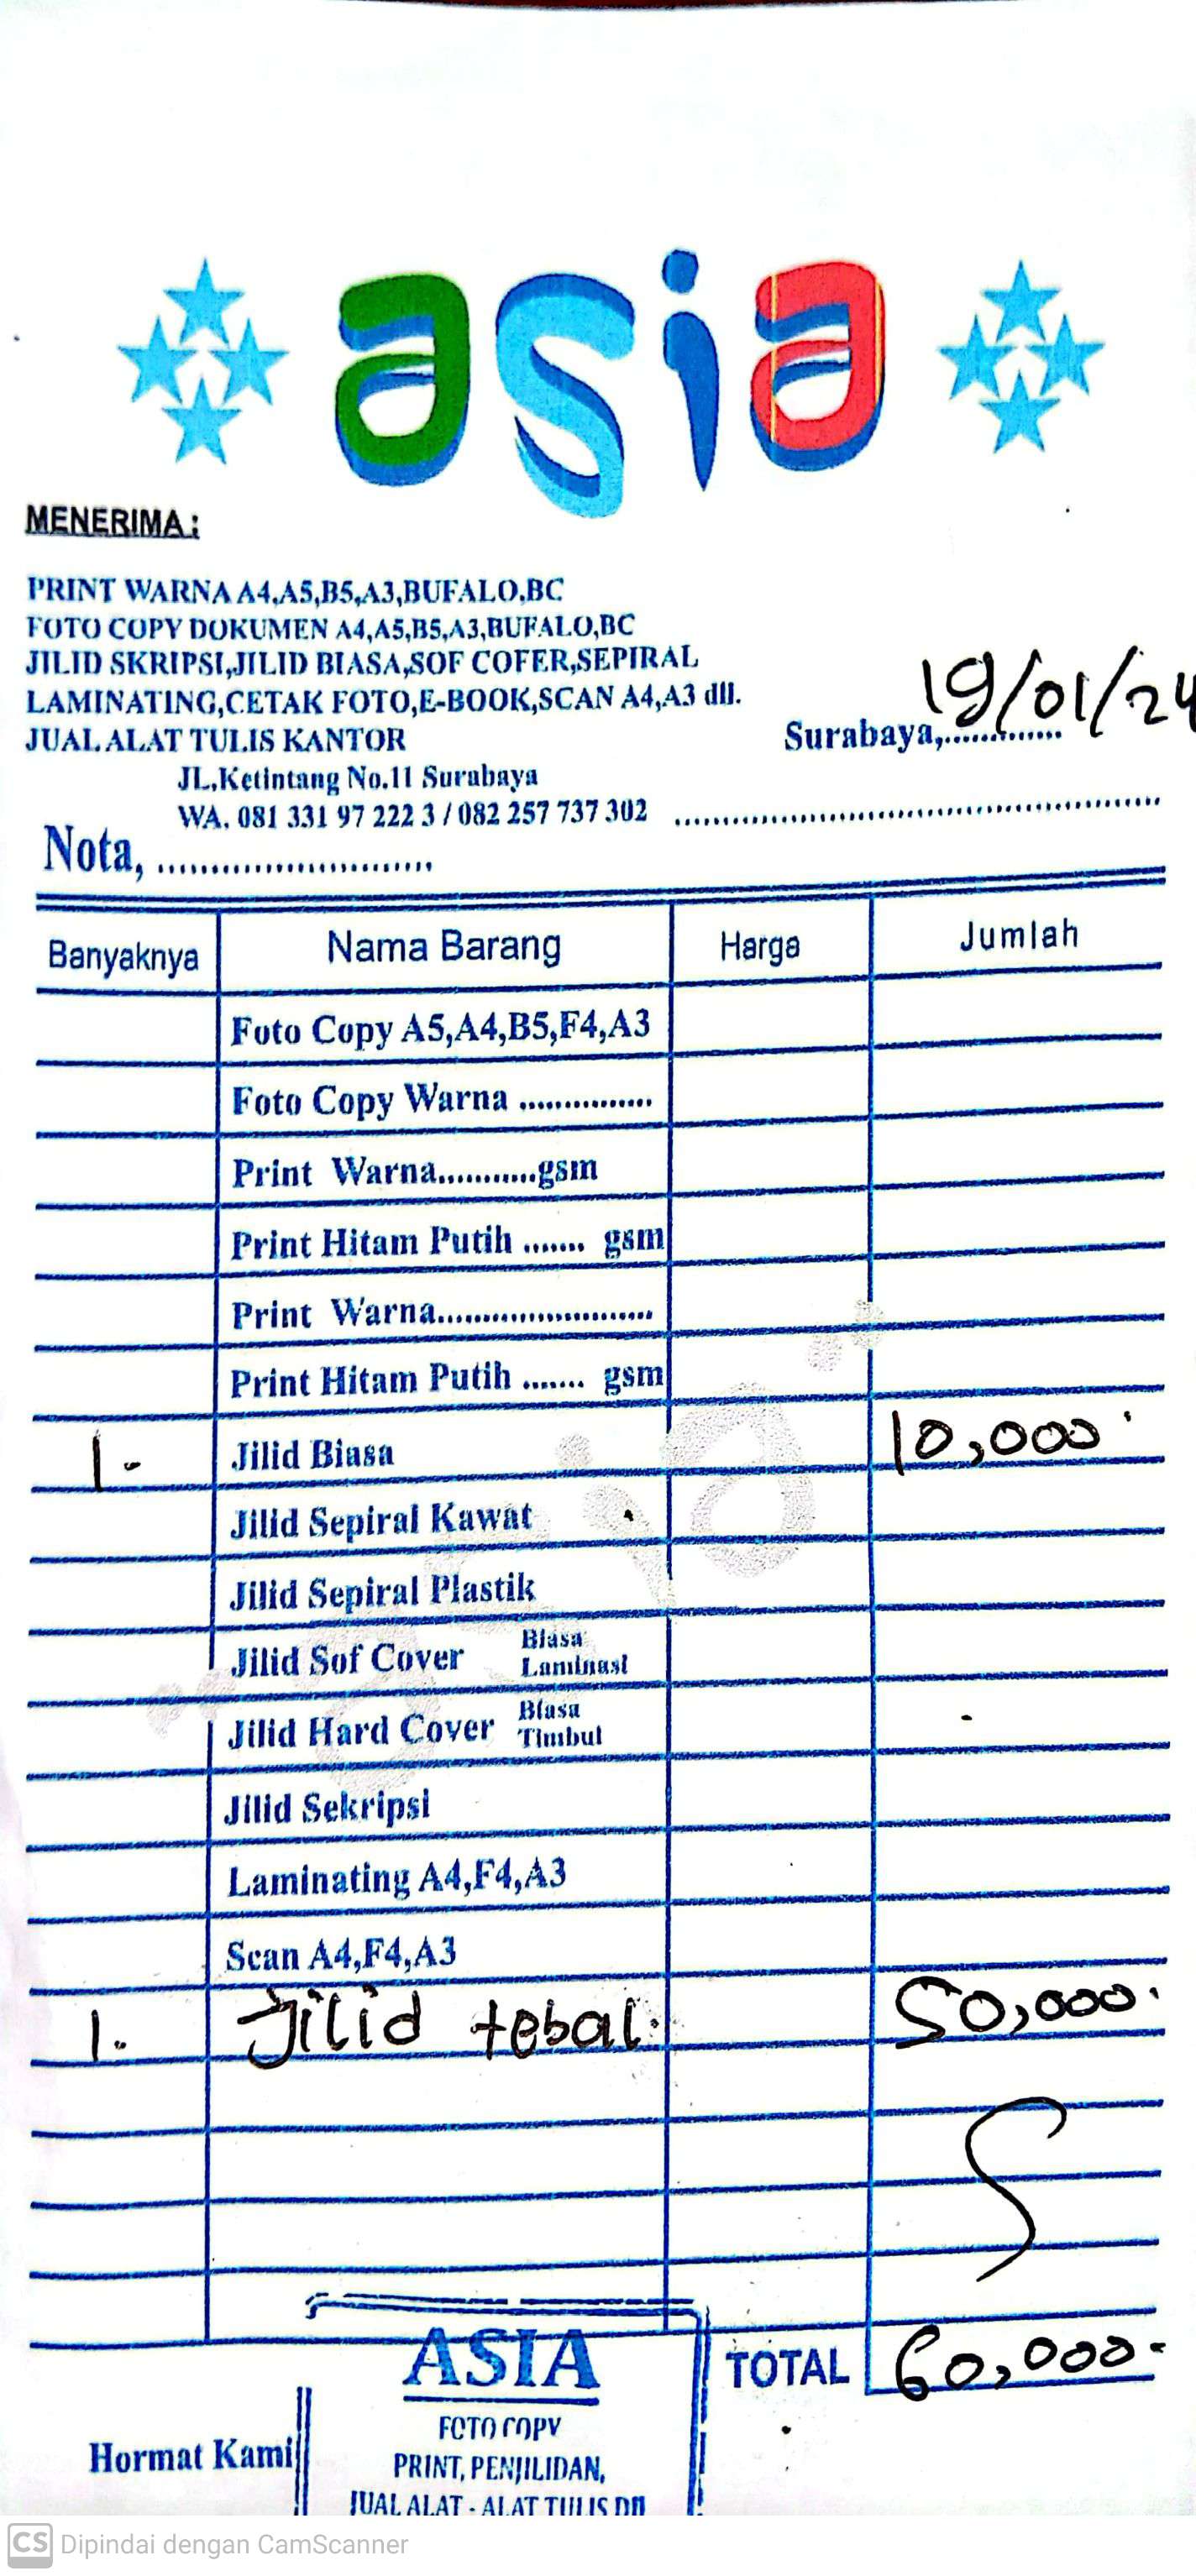 asia
MENERIMA :
PRINT WARNA A4,A5,B5,A3,BUFALO,BC
FOTO COPY DOKUMEN A4,A5,B5,A3,BUFALO,BC
JILID SKRIPSI,JILID BIASA,SOF COFER,SEPIRAL
LAMINATING,CETAK FOTO,E-BOOK,SCAN A4,A3 dll.
JUAL ALAT TULIS KANTOR
Surabaya,.............. 19/01/24
JL.Ketintang No.11 Surabaya
WA. 081 331 97 222 3 / 082 257 737 302
Nota, ...........................
Banyaknya Nama Barang Harga Jumlah
Foto Copy A5,A4,B5,F4,A3
Foto Copy Warna ...............
Print Warna...........gsm
Print Hitam Putih ....... gsm
Print Warna.........................
Print Hitam Putih ....... gsm
1.- Jilid Biasa 10,000
Jilid Sepiral Kawat
Jilid Sepiral Plastik
Jilid Sof Cover Biasa Laminasi
Jilid Hard Cover Biasa Timbul
Jilid Sekripsi
Laminating A4,F4,A3
Scan A4,F4,A3
1. Jilid tebal. 50,000.
TOTAL 60,000-
Hormat Kami
ASIA
FOTO COPY
PRINT, PENJILIDAN,
JUAL ALAT - ALAT TULIS Dll
CS Dipindai dengan CamScanner